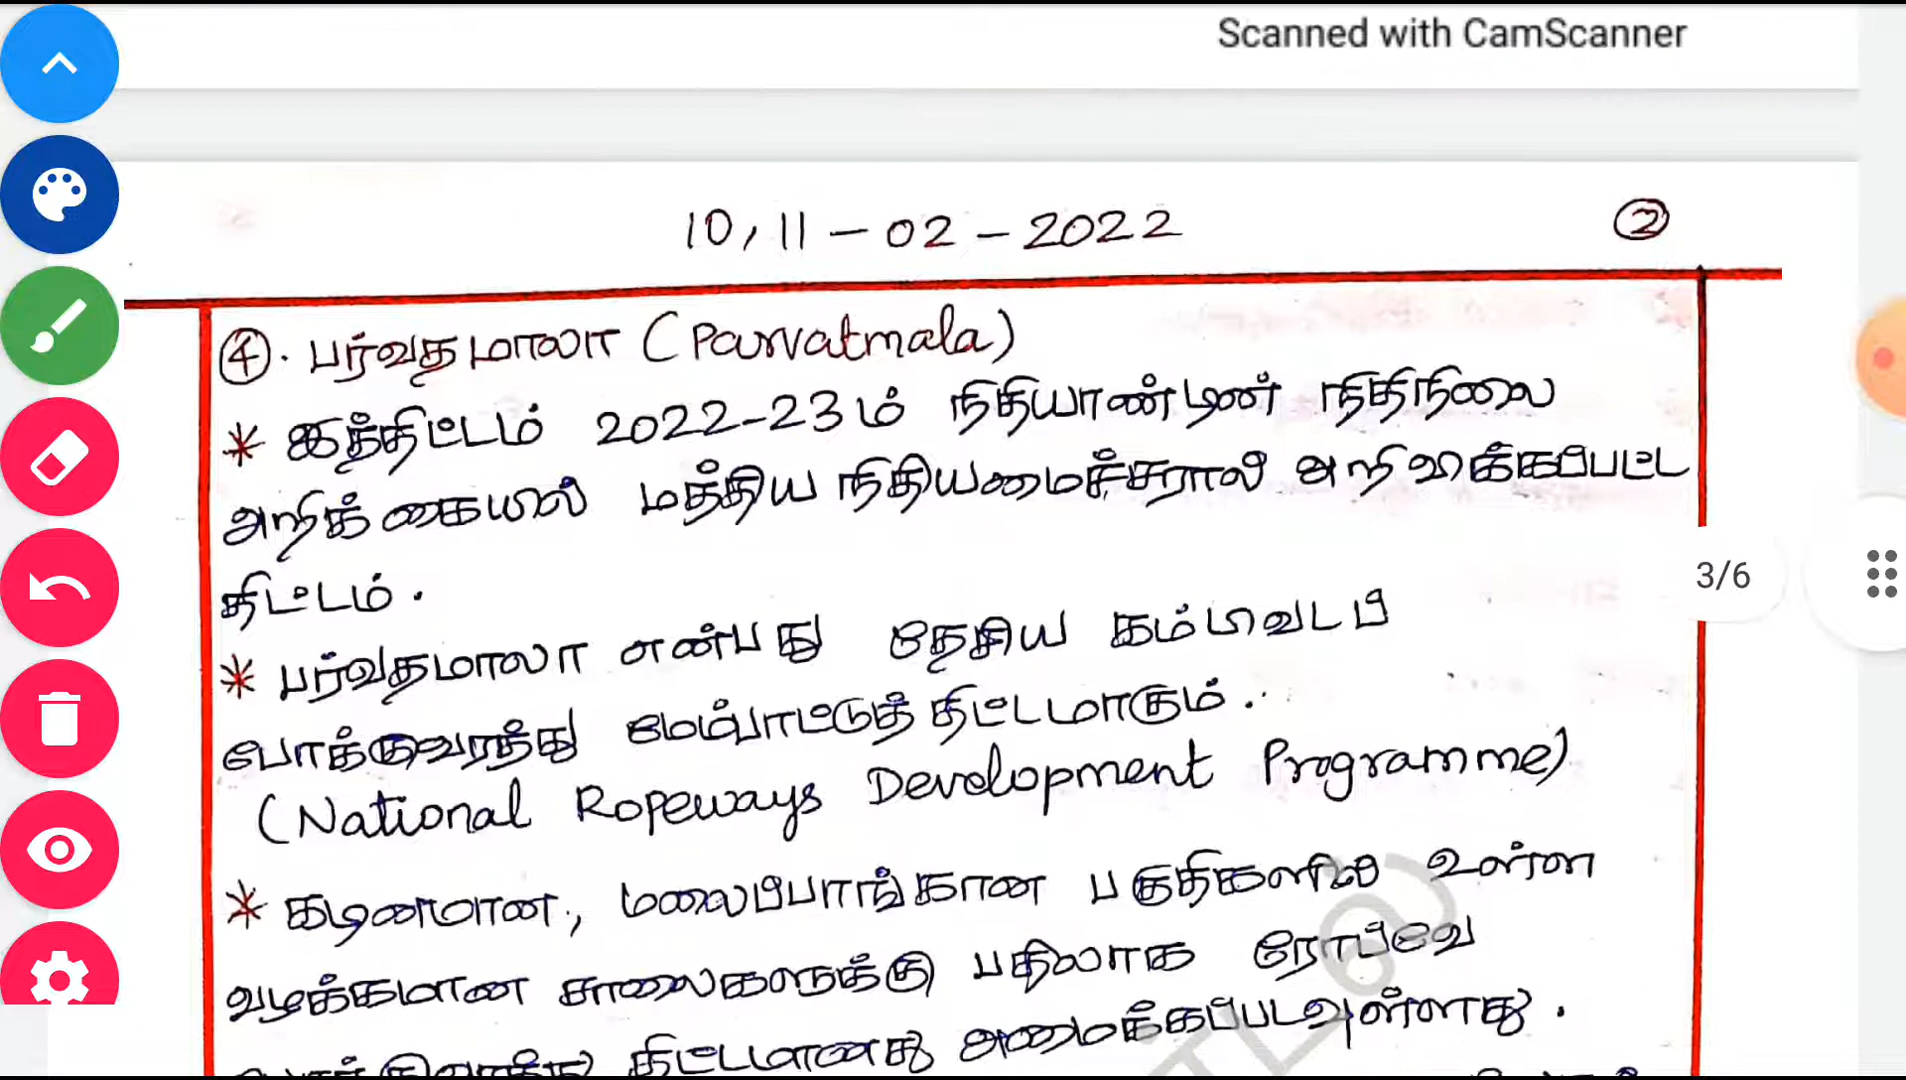 Scanned with CamScanner
10, 11 - 02 - 2022
②
④. பர்வதமாலா (Parvatmala)
* இத்திட்டம் 2022-23ம் நிதியாண்டின் நிதிநிலை
அறிக்கையில் மத்திய நிதியமைச்சரால் அறிவிக்கப்பட்ட
திட்டம்.
* பர்வதமாலா என்பது தேசிய கம்பிவடப்
போக்குவரத்து மேம்பாட்டுத் திட்டமாகும்.
(National Ropeways Development Programme)
* கடினமான, மலைப்பாங்கான பகுதிகளில் உள்ள
வழக்கமான சாலைகளுக்கு பதிலாக ரோப்வே
போக்குவரத்து திட்டமானது அமைக்கப்படவுள்ளது.
3/6